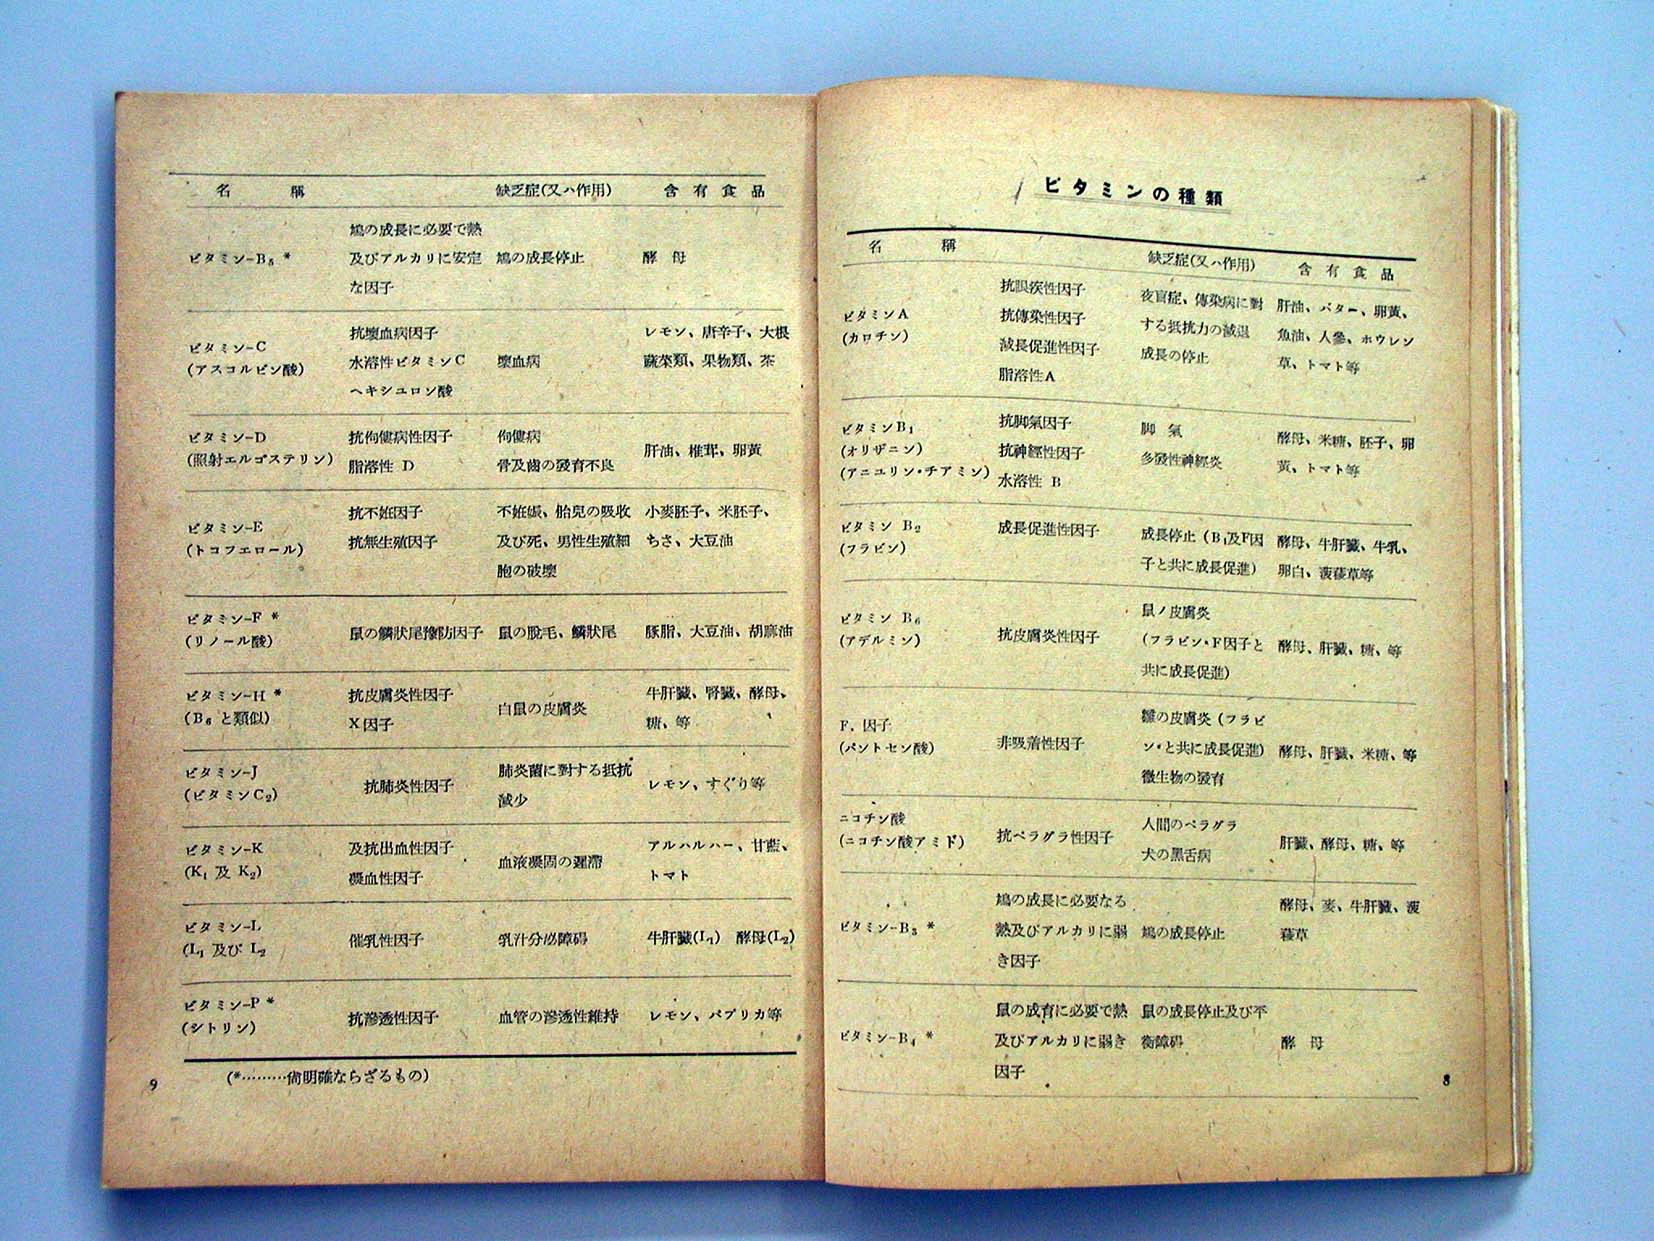 ビタミンの種類
名　稱　缺乏症(又ハ作用)　含有食品
ビタミンA
(カロチン)
抗眼疾性因子
抗傳染性因子
減長促進性因子
脂溶性A
夜盲症、傳染病に對
する抵抗力の減退
成長の停止
肝油、バター、卵黃、
魚油、人參、ホウレン
草、トマト等
ビタミンB₁
(オリザニン)
(アニユリン・チアミン)
抗脚氣因子
抗神經性因子
水溶性 B
脚　氣
多發性神經炎
酵母、米糖、胚子、卵
黃、トマト等
ビタミン B₂
(フラビン)
成長促進性因子
成長停止 (B₁及F因
子と共に成長促進)
酵母、牛肝臟、牛乳、
卵白、菠薐草等
ビタミン B₆
(アデルミン)
抗皮膚炎性因子
鼠ノ皮膚炎
(フラビン・F因子と
共に成長促進)
酵母、肝臟、糖、等
F. 因子
(パントセン酸)
非吸着性因子
雛の皮膚炎 (フラビ
ン・と共に成長促進)
微生物の發育
酵母、肝臟、米糖、等
ニコチン酸
(ニコチン酸アミド)
抗ペラグラ性因子
人間のペラグラ
犬の黑舌病
肝臟、酵母、糖、等
ビタミン-B₃ *
鳩の成長に必要なる
熱及びアルカリに弱
き因子
鳩の成長停止
酵母、麥、牛肝臟、菠
薐草
ビタミン-B₄ *
鼠の成育に必要で熱
及びアルカリに弱き
因子
鼠の成長停止及び平
衡障碍
酵　母
8
名　稱　缺乏症(又ハ作用)　含有食品
ビタミン-B₅ *
鳩の成長に必要で熱
及びアルカリに安定
な因子
鳩の成長停止
酵　母
ビタミン-C
(アスコルビン酸)
抗壞血病因子
水溶性ビタミンC
ヘキシユロン酸
壞血病
レモン、唐辛子、大根
蔬菜類、果物類、茶
ビタミン-D
(照射エルゴステリン)
抗佝僂病性因子
脂溶性 D
佝僂病
骨及齒の發育不良
肝油、椎茸、卵黃
ビタミン-E
(トコフエロール)
抗不姙因子
抗無生殖因子
不姙娠、胎兒の吸收
及び死、男性生殖細
胞の破壞
小麥胚子、米胚子、
ちさ、大豆油
ビタミン-F *
(リノール酸)
鼠の鱗狀尾豫防因子
鼠の脫毛、鱗狀尾
豚脂、大豆油、胡麻油
ビタミン-H *
(B₆ と類似)
抗皮膚炎性因子
X因子
白鼠の皮膚炎
牛肝臟、腎臟、酵母、
糖、等
ビタミン-J
(ビタミンC₂)
抗肺炎性因子
肺炎菌に對する抵抗
減少
レモン、すぐり等
ビタミン-K
(K₁ 及 K₂)
及抗出血性因子
凝血性因子
血液凝固の遲滯
アルハルハー、甘藍、
トマト
ビタミン-L
(L₁ 及び L₂
催乳性因子
乳汁分泌障碍
牛肝臟(L₁)　酵母(L₂)
ビタミン-P *
(シトリン)
抗滲透性因子
血管の滲透性維持
レモン、パプリカ等
(*………尙明確ならざるもの)
9